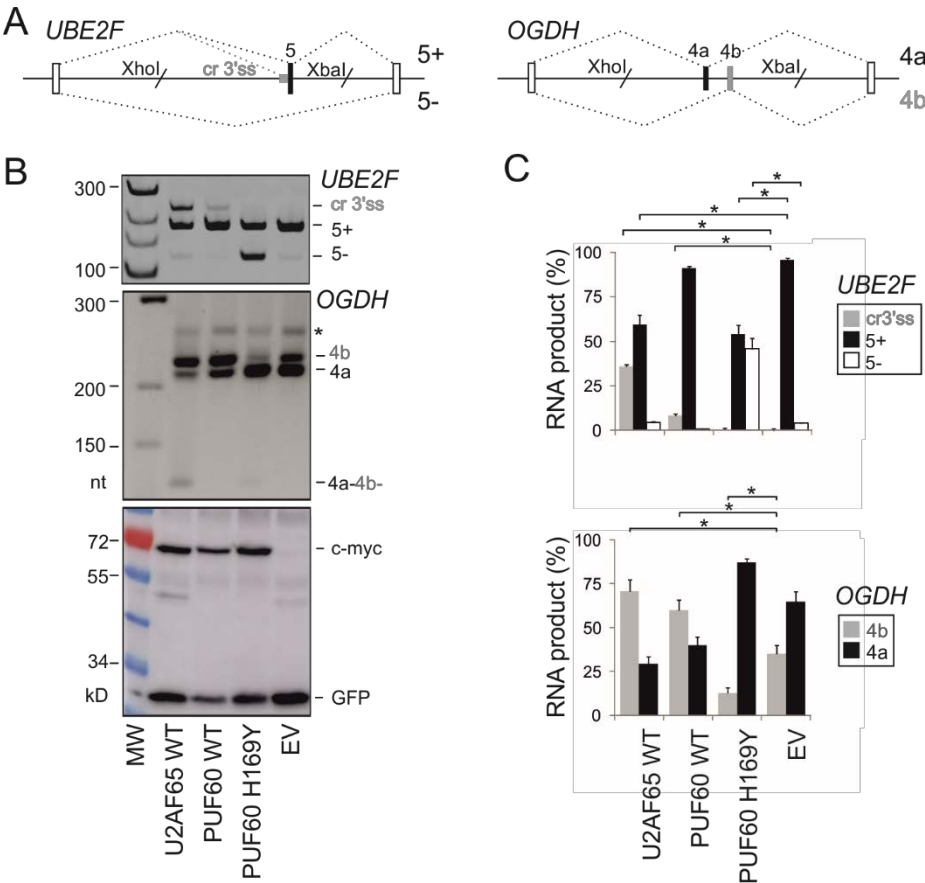 A
UBE2F
5
XhoI
cr 3'ss
XbaI
5+
5-
OGDH
4a 4b
XhoI
XbaI
4a
4b
B
UBE2F
300
cr 3'ss
5+
5-
100
OGDH
300
*
4b
4a
200
150
nt
4a-4b-
72
c-myc
55
34
kD
GFP
MW
U2AF65 WT
PUF60 WT
PUF60 H169Y
EV
C
*
*
*
*
*
RNA product (%)
100
75
50
25
0
UBE2F
cr3'ss
5+
5-
*
*
*
RNA product (%)
100
75
50
25
0
OGDH
4b
4a
U2AF65 WT
PUF60 WT
PUF60 H169Y
EV